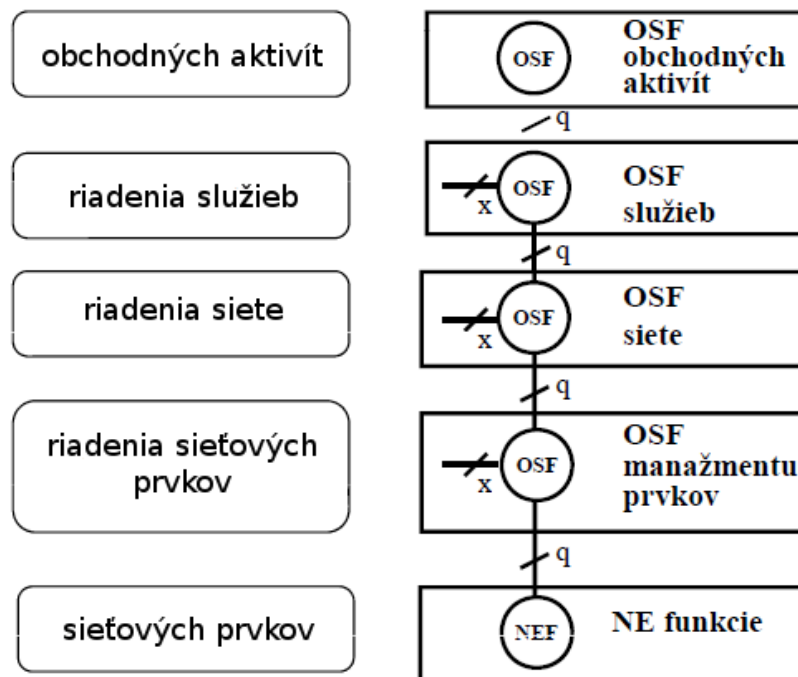 obchodných aktivít
OSF
OSF
obchodných
aktivít
q
riadenia služieb
x
OSF
OSF
služieb
q
riadenia siete
x
OSF
OSF
siete
q
riadenia sieťových
prvkov
x
OSF
OSF
manažmentu
prvkov
q
sieťových prvkov
NEF
NE funkcie